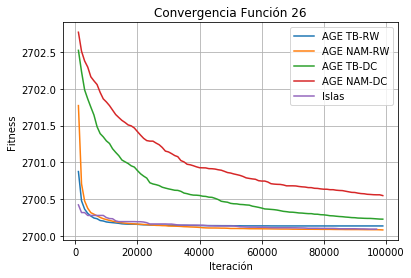 Convergencia Función 26
AGE TB-RW
AGE NAM-RW
AGE TB-DC
AGE NAM-DC
Islas
Fitness
2702.5
2702.0
2701.5
2701.0
2700.5
2700.0
0
20000
40000
60000
80000
100000
Iteración